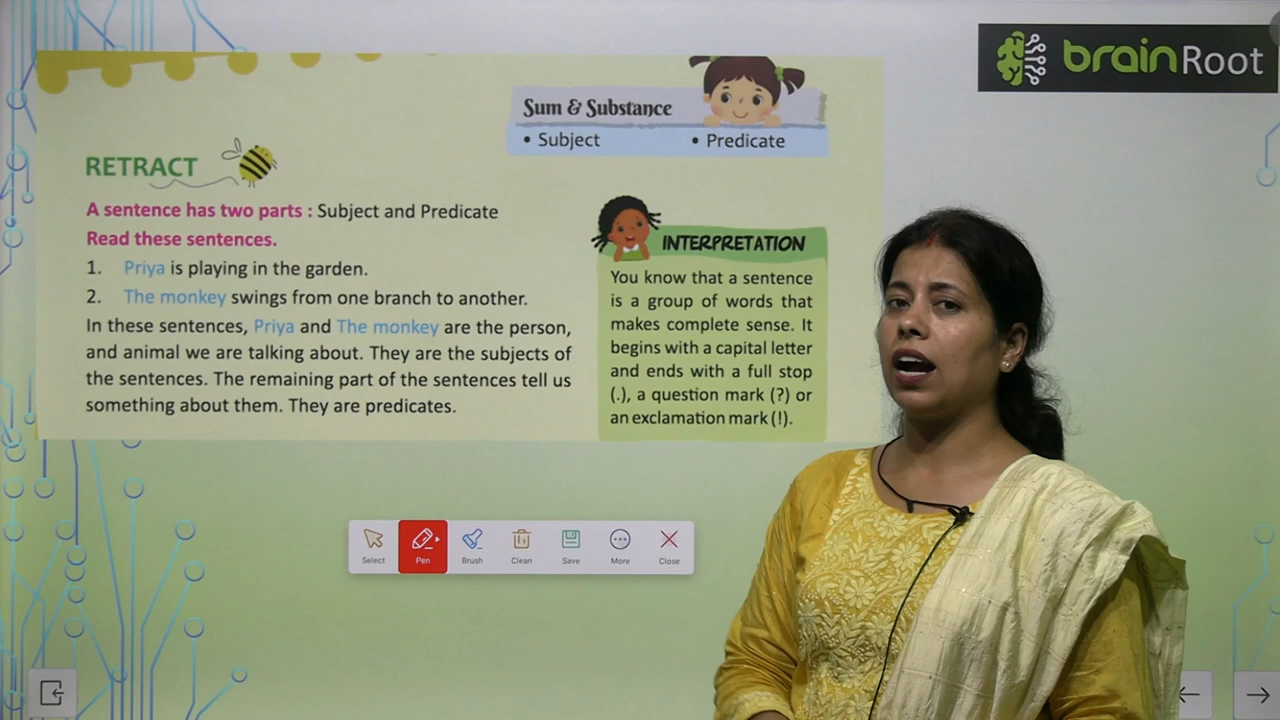 brainRoot
Sum & Substance
• Subject • Predicate
RETRACT
A sentence has two parts : Subject and Predicate
Read these sentences.
1. Priya is playing in the garden.
2. The monkey swings from one branch to another.
In these sentences, Priya and The monkey are the person,
and animal we are talking about. They are the subjects of
the sentences. The remaining part of the sentences tell us
something about them. They are predicates.
INTERPRETATION
You know that a sentence
is a group of words that
makes complete sense. It
begins with a capital letter
and ends with a full stop
(.), a question mark (?) or
an exclamation mark (!).
Select Pen Brush Clean Save More Close